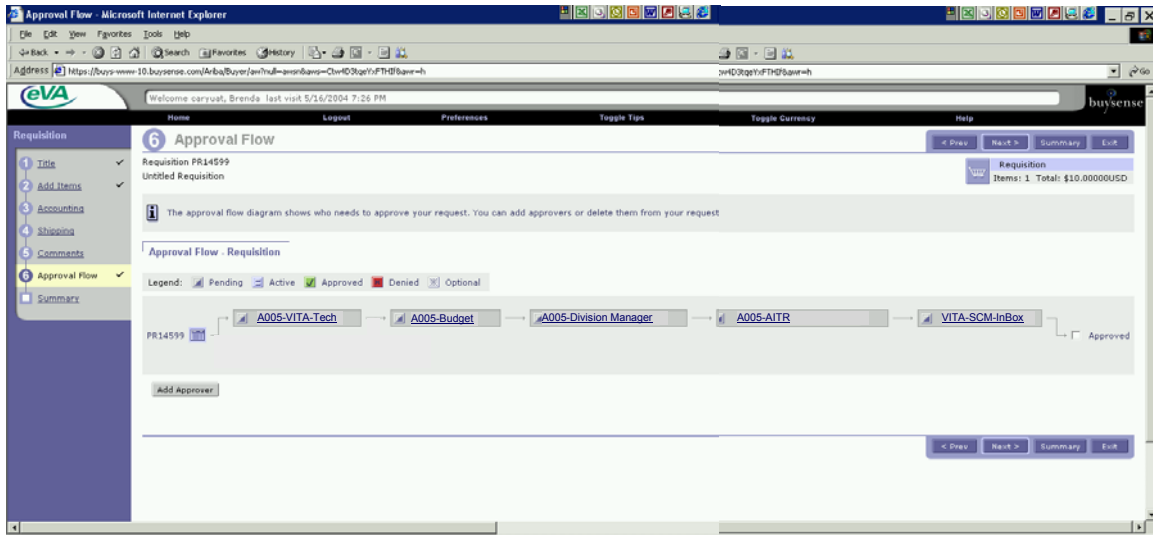 Approval Flow - Microsoft Internet Explorer
File Edit View Favorites Tools Help
Back Search Favorites History
Address https://buys-www-10.buysense.com/Ariba/Buyer/aw?null=awsn&aws=Ctw4D3tqeYxFTHIf&awr=h
:w4D3tqeYxFTHIf&awr=h
Go
eVA
Welcome caryuat, Brenda last visit 5/16/2004 7:26 PM
buysense
Home Logout Preferences Toggle Tips Toggle Currency Help
Requisition
1 Title
2 Add Items
3 Accounting
4 Shipping
5 Comments
6 Approval Flow
Summary
6 Approval Flow
< Prev Next > Summary Exit
Requisition PR14599
Untitled Requisition
Requisition
Items: 1 Total: $10.00000USD
The approval flow diagram shows who needs to approve your request. You can add approvers or delete them from your request
Approval Flow - Requisition
Legend: Pending Active Approved Denied Optional
PR14599
A005-VITA-Tech
A005-Budget
A005-Division Manager
A005-AITR
VITA-SCM-InBox
Approved
Add Approver
< Prev Next > Summary Exit